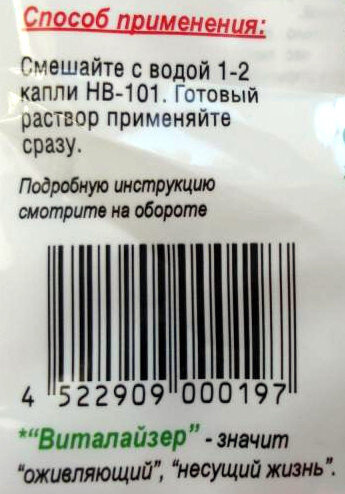 Способ применения:
Смешайте с водой 1-2
капли НВ-101. Готовый
раствор применяйте
сразу.
Подробную инструкцию
смотрите на обороте
4 522909 000197
*“Виталайзер” - значит
“оживляющий”, “несущий жизнь”.